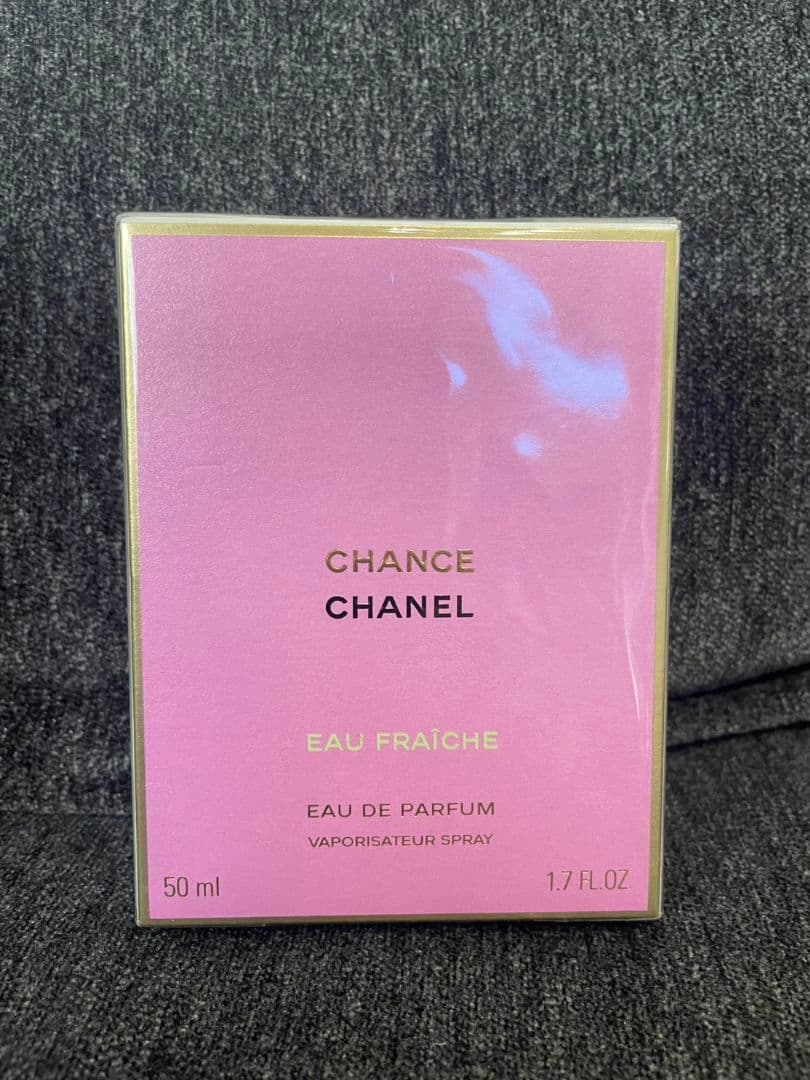 CHANCE
CHANEL
EAU FRAÎCHE
EAU DE PARFUM
VAPORISATEUR SPRAY
50 ml 1.7 FL.OZ.